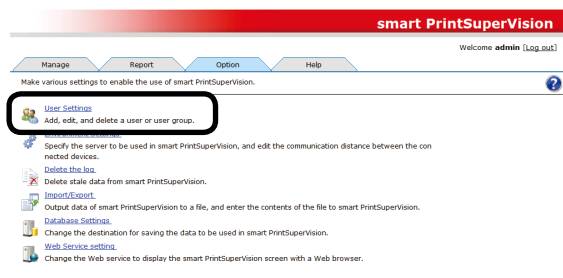 smart PrintSuperVision
Welcome admin [Log out]
Manage Report Option Help
Make various settings to enable the use of smart PrintSuperVision.
?
User Settings
Add, edit, and delete a user or user group.
Environment Settings
Specify the server to be used in smart PrintSuperVision, and edit the communication distance between the con
nected devices.
Delete the log
Delete stale data from smart PrintSuperVision.
Import/Export
Output data of smart PrintSuperVision to a file, and enter the contents of the file to smart PrintSuperVision.
Database Settings
Change the destination for saving the data to be used in smart PrintSuperVision.
Web Service setting
Change the Web service to display the smart PrintSuperVision screen with a Web browser.